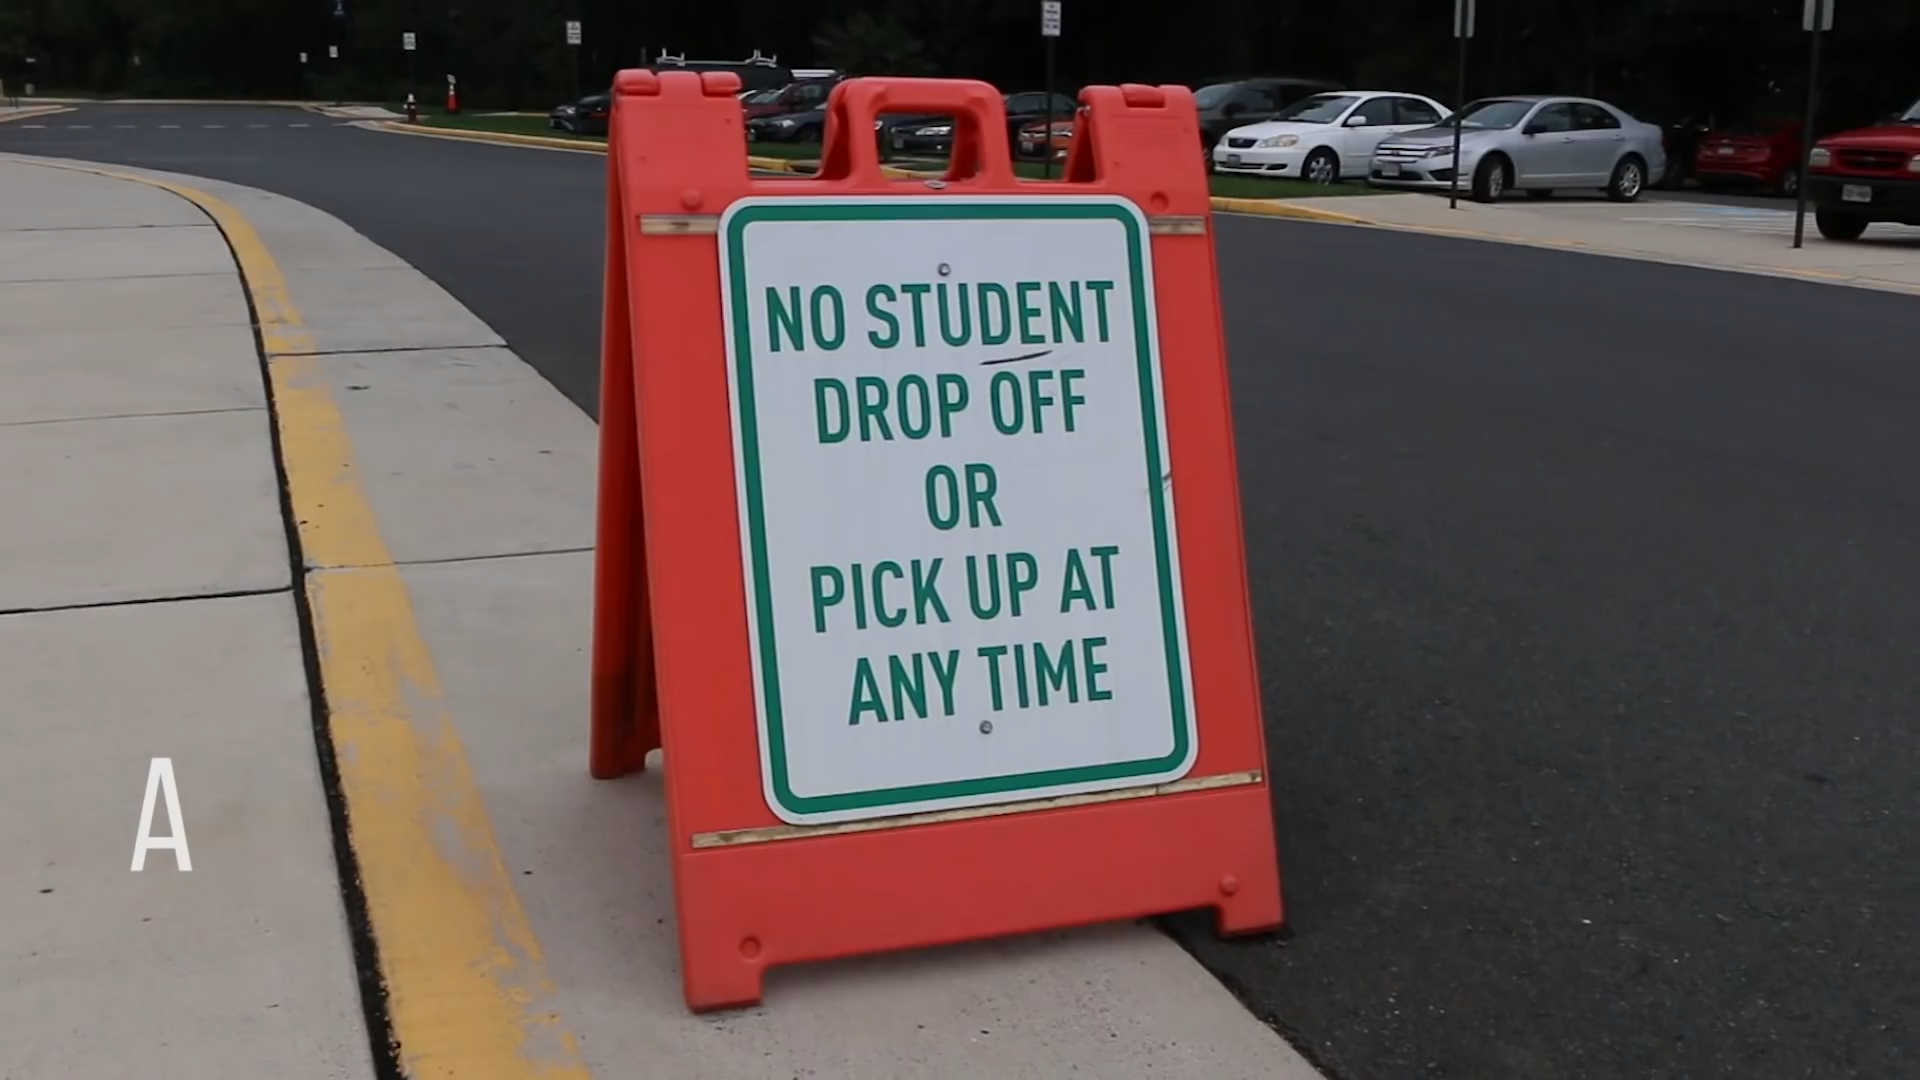 NO STUDENT
DROP OFF
OR
PICK UP AT
ANY TIME
A